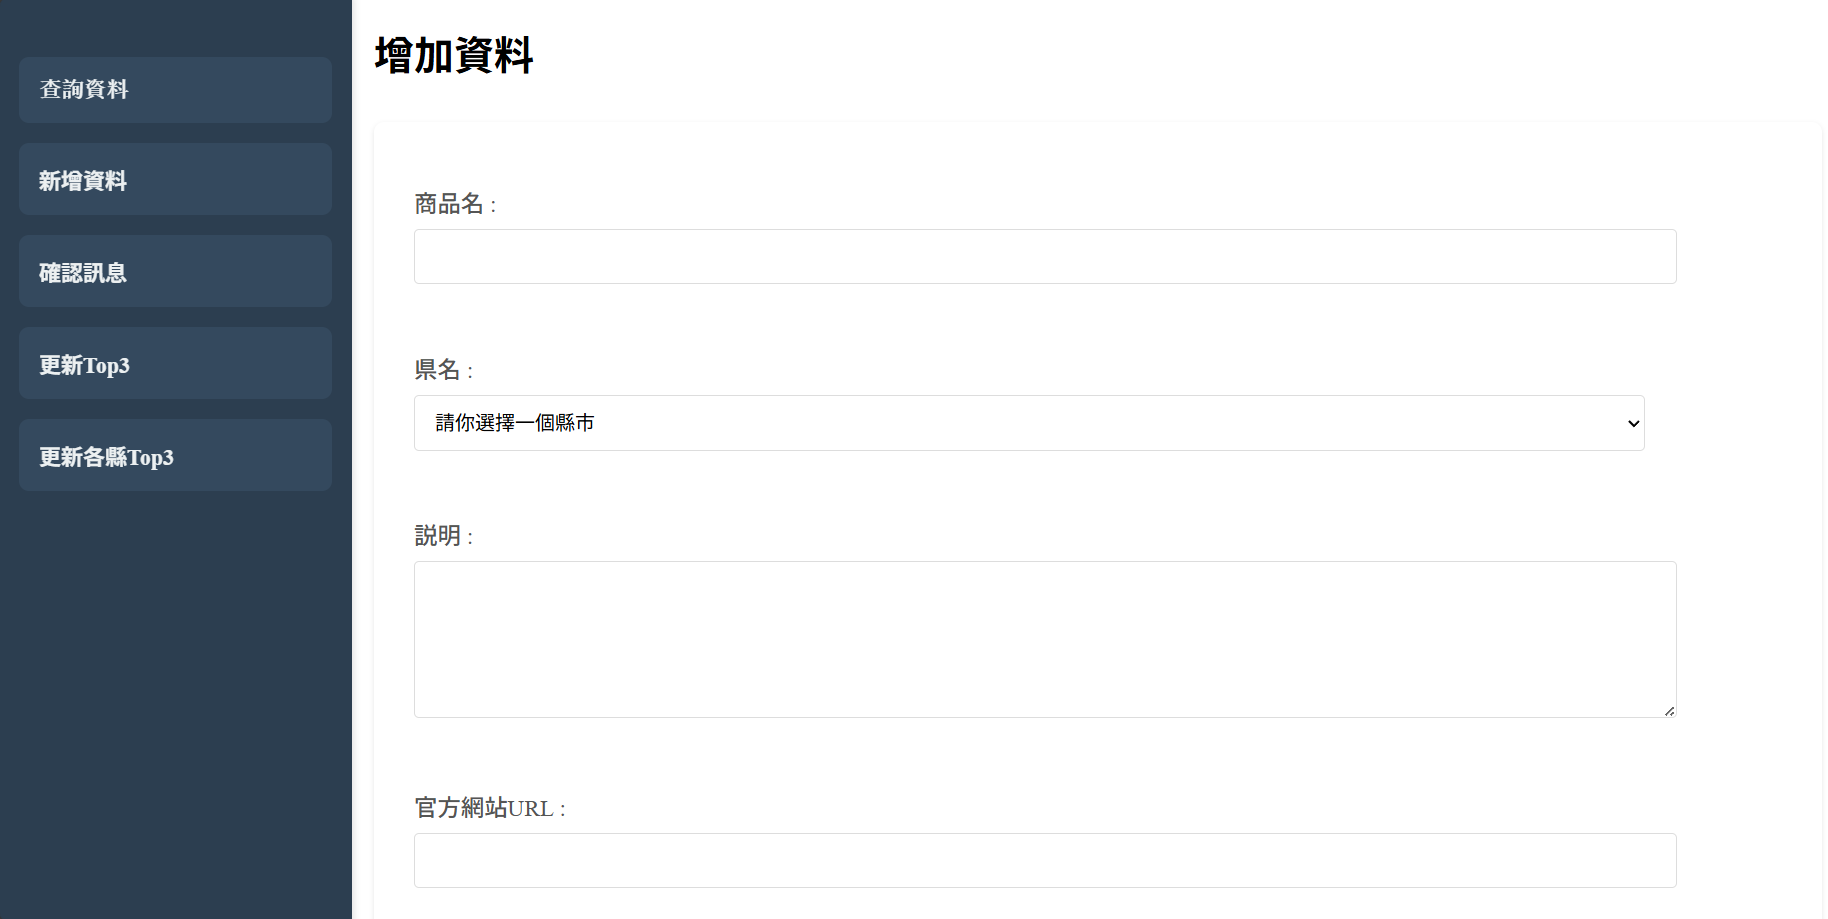 查詢資料
新增資料
確認訊息
更新Top3
更新各縣Top3
增加資料
商品名 :
県名 :
請你選擇一個縣市
説明 :
官方網站URL :